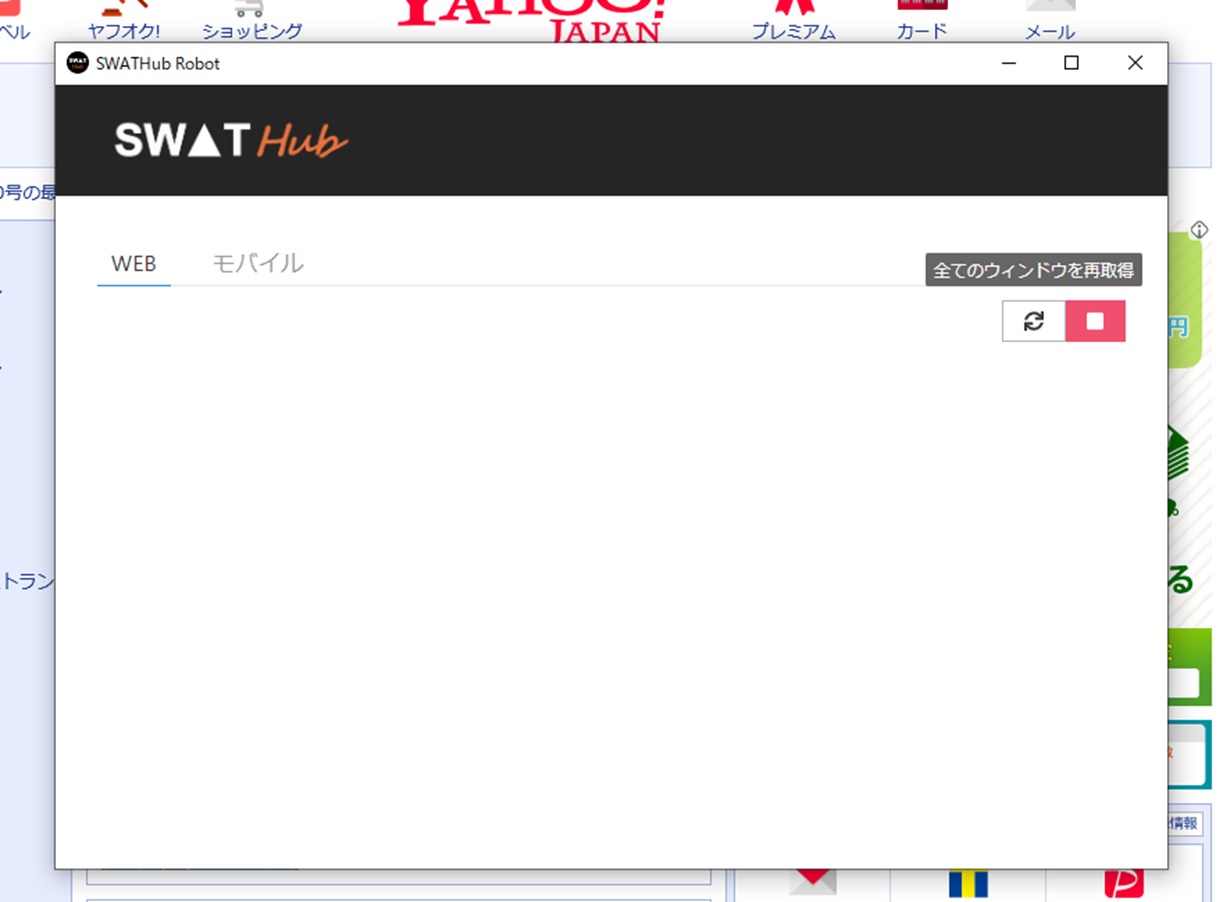 ベル ヤフオク! ショッピング YAHOO! JAPAN プレミアム カード メール
SWATHub Robot
SWAT Hub
0号の最
WEB モバイル
全てのウィンドウを再取得
円
トラン
る
情報